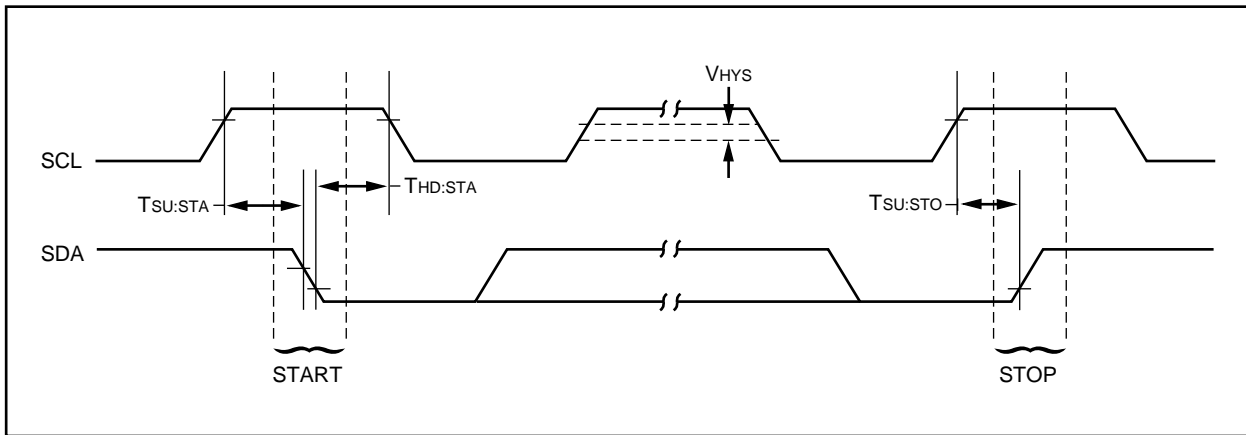 VHYS
SCL
THD:STA
TSU:STA
TSU:STO
SDA
START
STOP